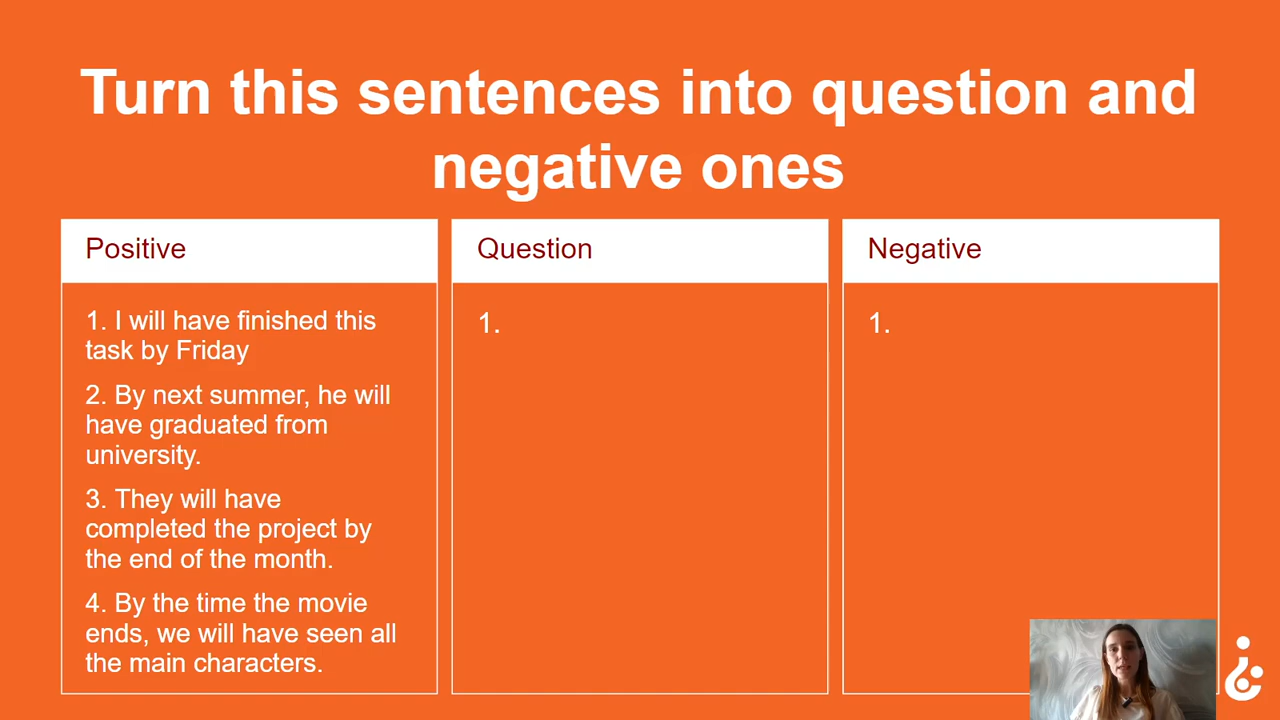 Turn this sentences into question and
negative ones
Positive
1. I will have finished this
task by Friday
2. By next summer, he will
have graduated from
university.
3. They will have
completed the project by
the end of the month.
4. By the time the movie
ends, we will have seen all
the main characters.
Question
1.
Negative
1.